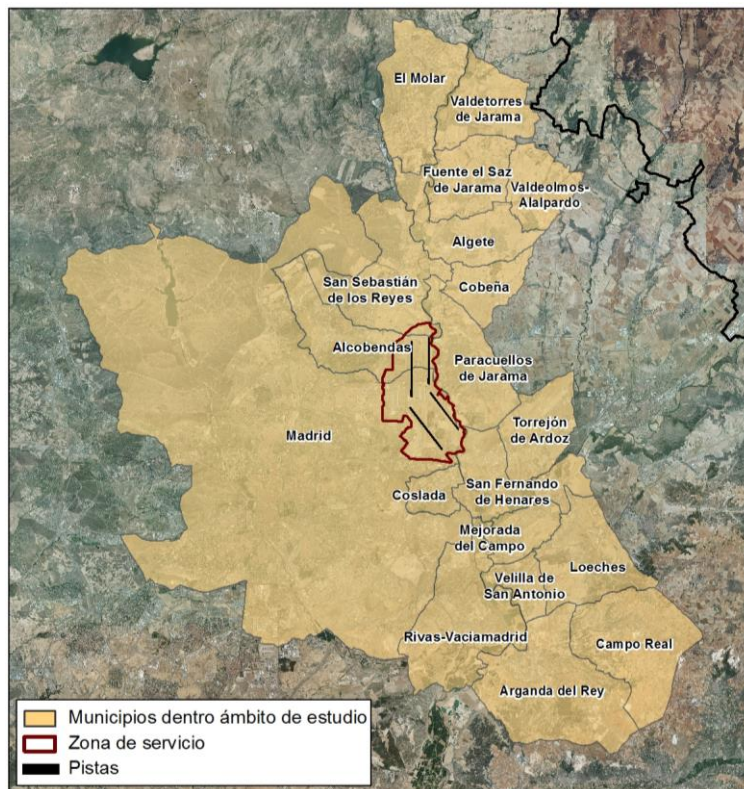 El Molar
Valdetorres
de Jarama
Fuente el Saz
de Jarama
Valdeolmos-
Alalpardo
Algete
San Sebastián
de los Reyes
Cobeña
Alcobendas
Paracuellos
de Jarama
Madrid
Torrejón
de Ardoz
Coslada
San Fernando
de Henares
Mejorada
del Campo
Loeches
Velilla de
San Antonio
Rivas-Vaciamadrid
Campo Real
Arganda del Rey
Municipios dentro ámbito de estudio
Zona de servicio
Pistas